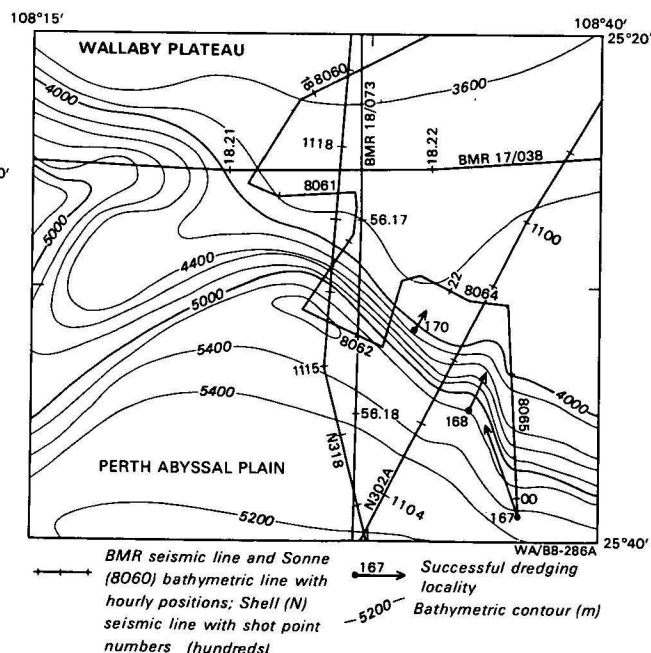 108°15'
108°40'
25°20'
WALLABY PLATEAU
8060
18
3600
4000
BMR 18/073
1118
18.21
18.22
BMR 17/038
0'
8061
5000
56.17
1100
4400
22
8064
5000
170
8062
5400
1115
4000
5400
168
8065
56.18
N318
PERTH ABYSSAL PLAIN
N302A
1104
00
167
5200
WA/B8-286A
25°40'
BMR seismic line and Sonne
(8060) bathymetric line with
hourly positions; Shell (N)
seismic line with shot point
numbers (hundreds)
167
Successful dredging
locality
5200
Bathymetric contour (m)